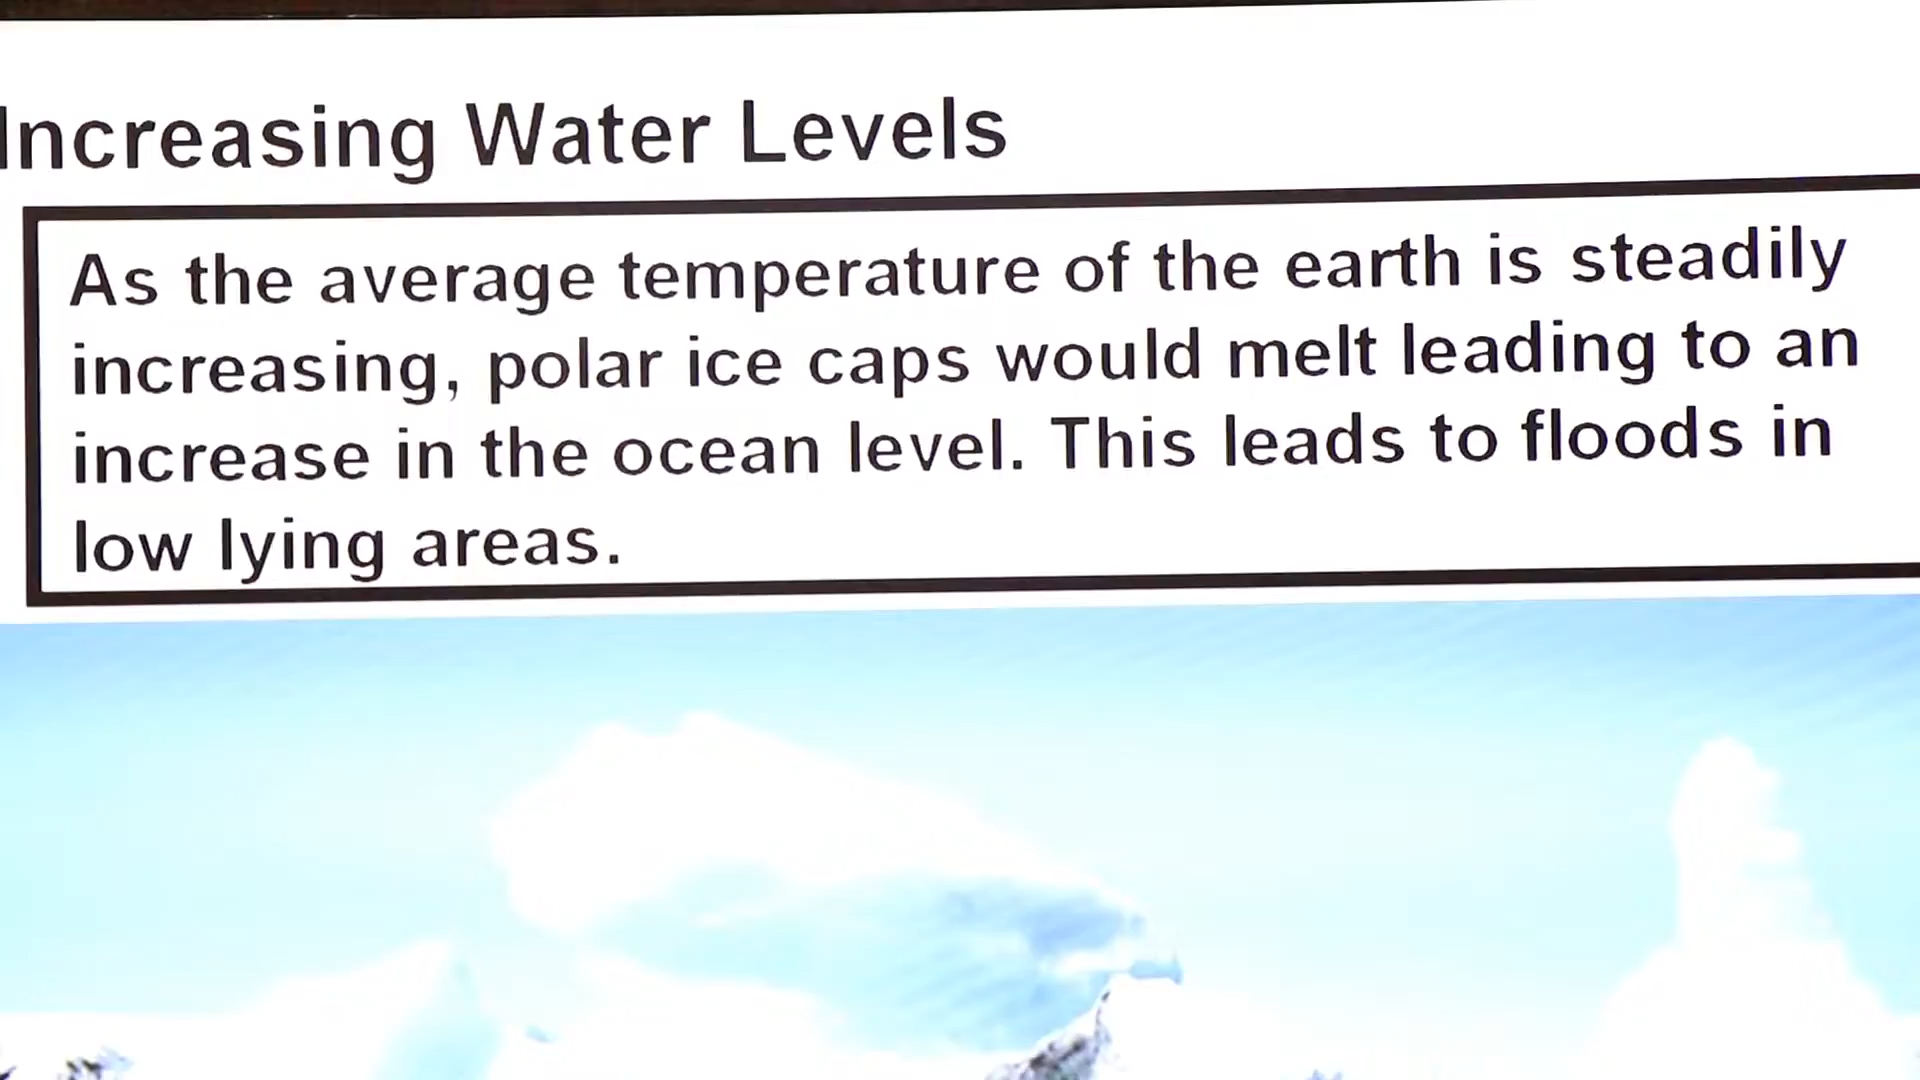 Increasing Water Levels
As the average temperature of the earth is steadily
increasing, polar ice caps would melt leading to an
increase in the ocean level. This leads to floods in
low lying areas.